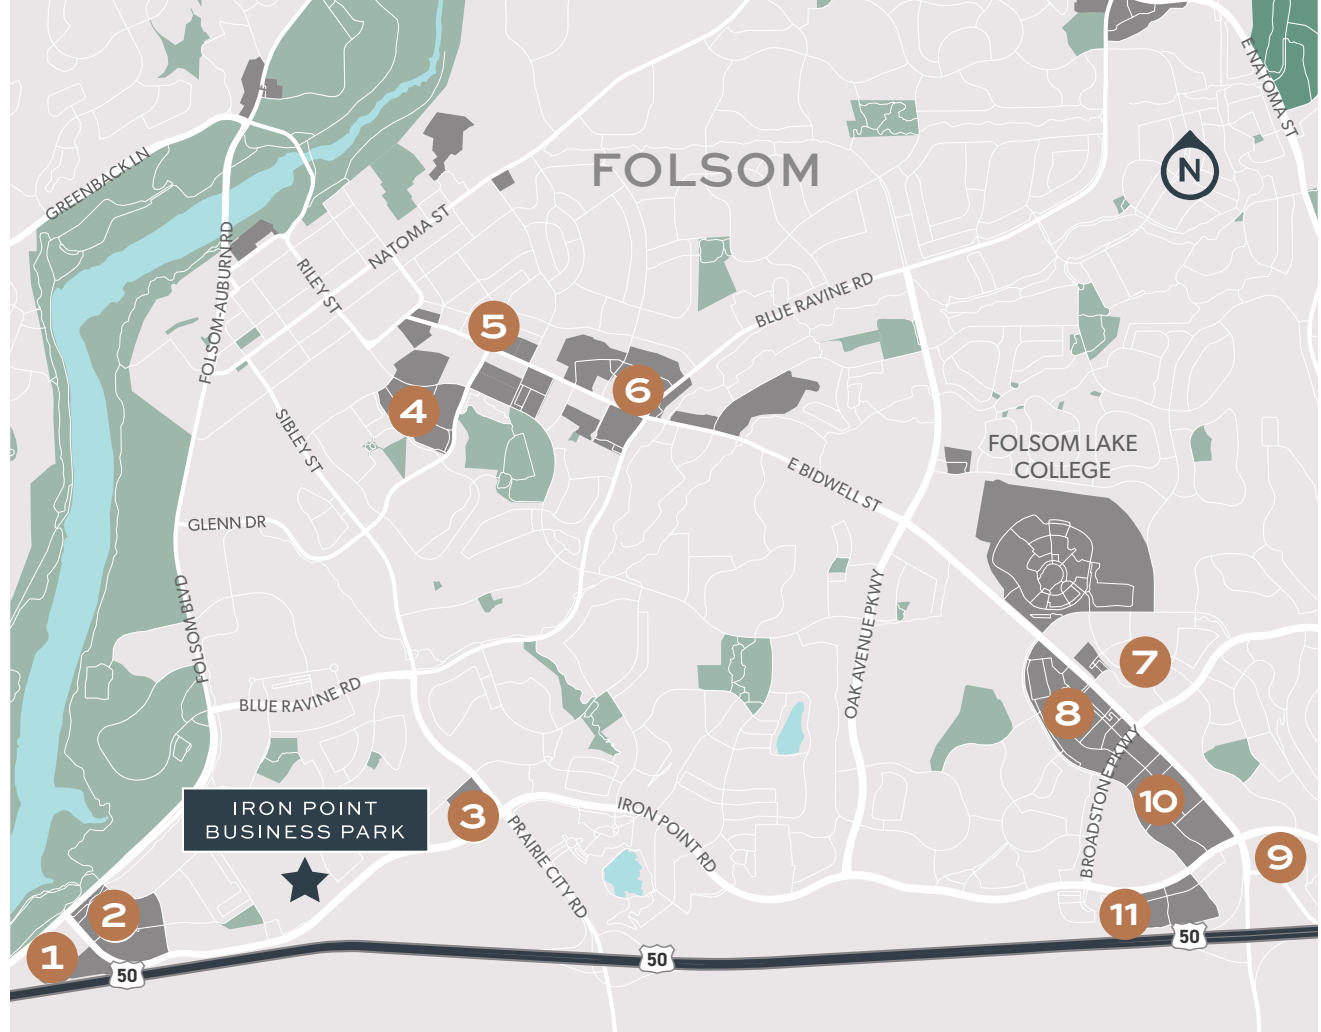 E NATOMA ST
GREENBACK LN
FOLSOM
N
FOLSOM-AUBURN RD
NATOMA ST
RILEY ST
BLUE RAVINE RD
5
6
4
SIBLEY ST
FOLSOM LAKE
COLLEGE
E BIDWELL ST
GLENN DR
FOLSOM BLVD
OAK AVENUE PKWY
7
BLUE RAVINE RD
8
BROADSTONE PKWY
10
IRON POINT
BUSINESS PARK
3
IRON POINT RD
PRAIRIE CITY RD
9
2
11
1
50
50
50